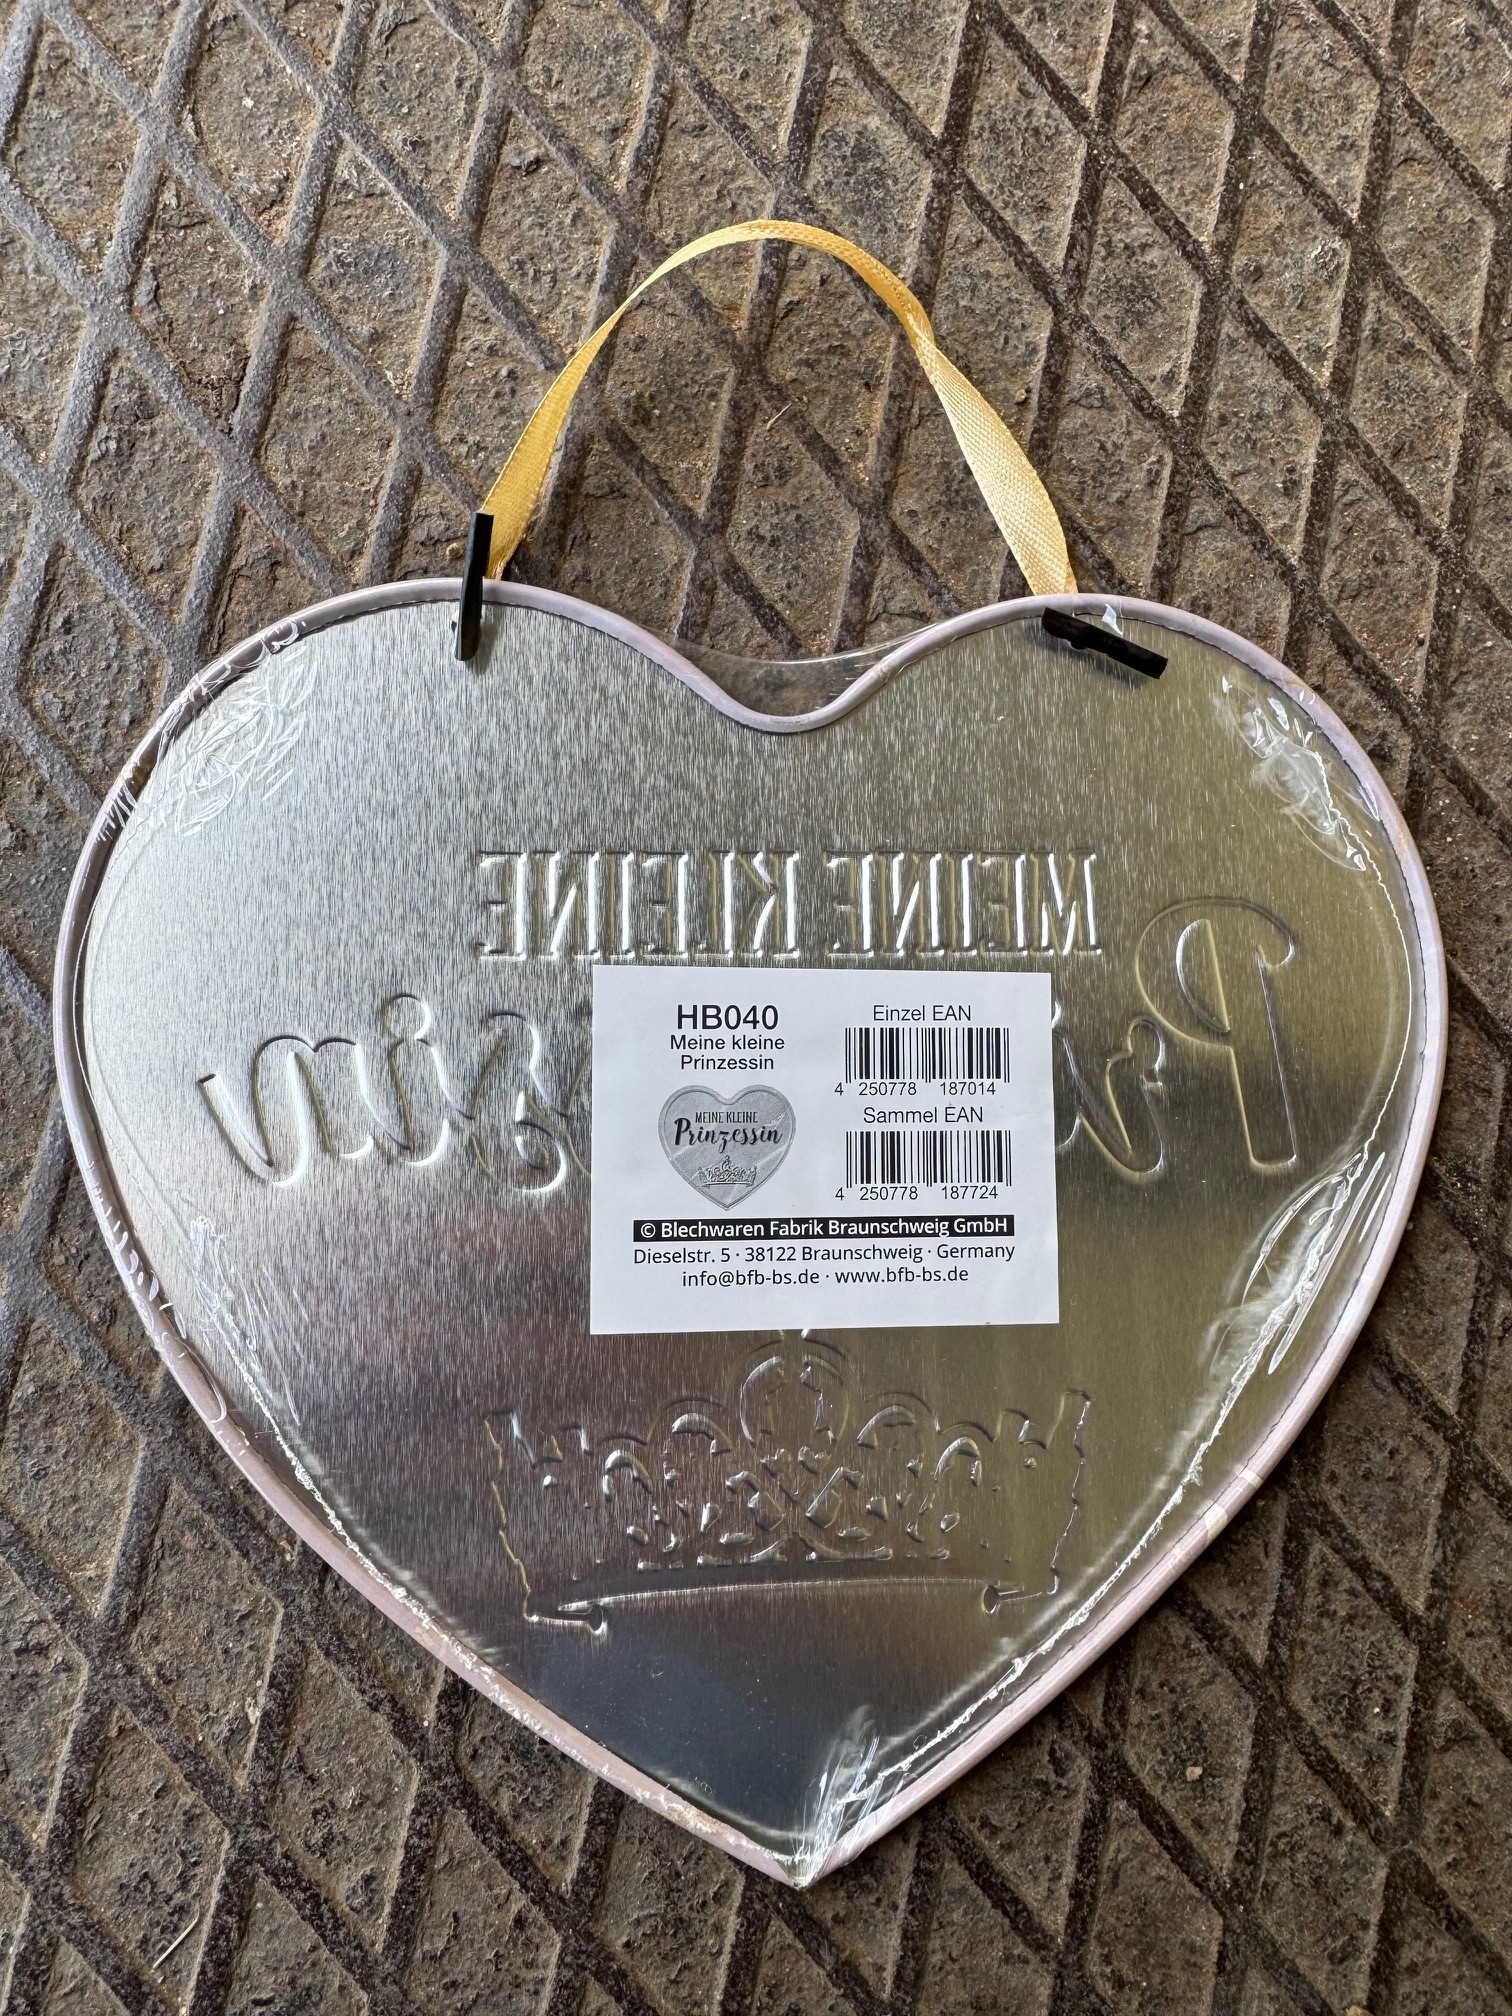 MEINE KLEINE
Prinzessin
HB040
Meine kleine
Prinzessin
MEINE KLEINE
Prinzessin
Einzel EAN
4 250778 187014
Sammel EAN
4 250778 187724
© Blechwaren Fabrik Braunschweig GmbH
Dieselstr. 5 · 38122 Braunschweig · Germany
info@bfb-bs.de · www.bfb-bs.de